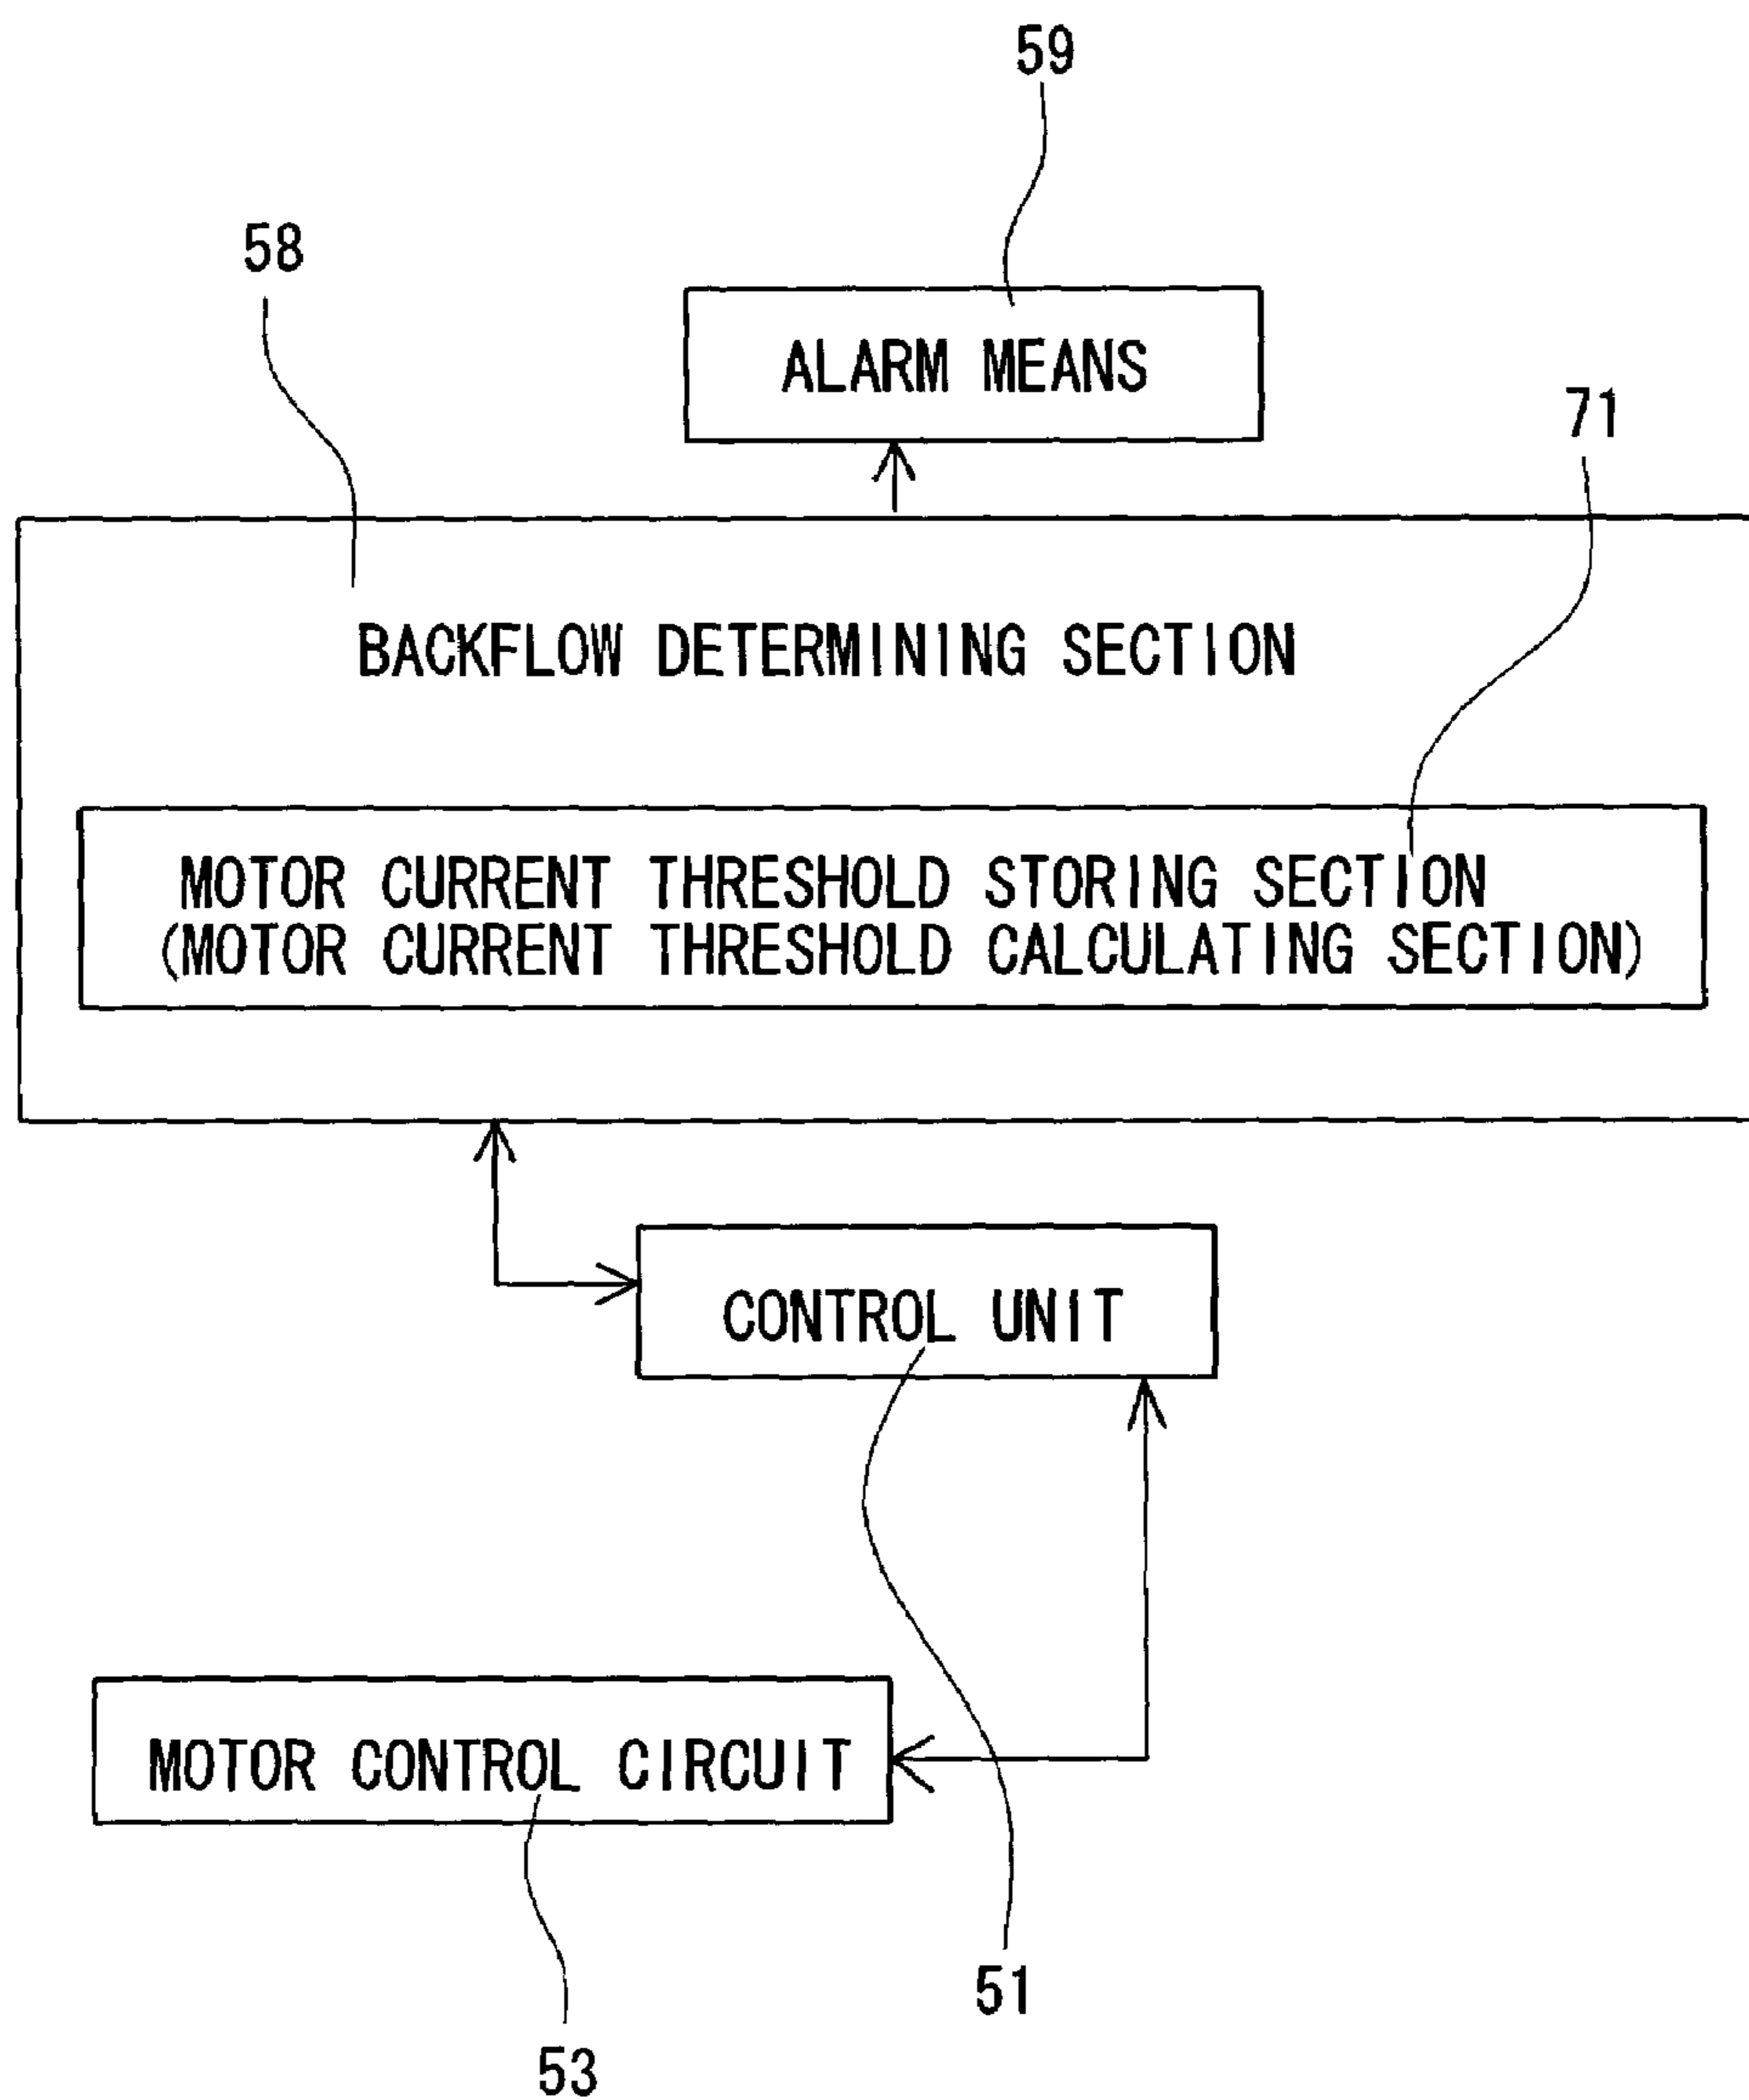 59
58
ALARM MEANS
71
BACKFLOW DETERMINING SECTION
MOTOR CURRENT THRESHOLD STORING SECTION
(MOTOR CURRENT THRESHOLD CALCULATING SECTION)
CONTROL UNIT
MOTOR CONTROL CIRCUIT
51
53